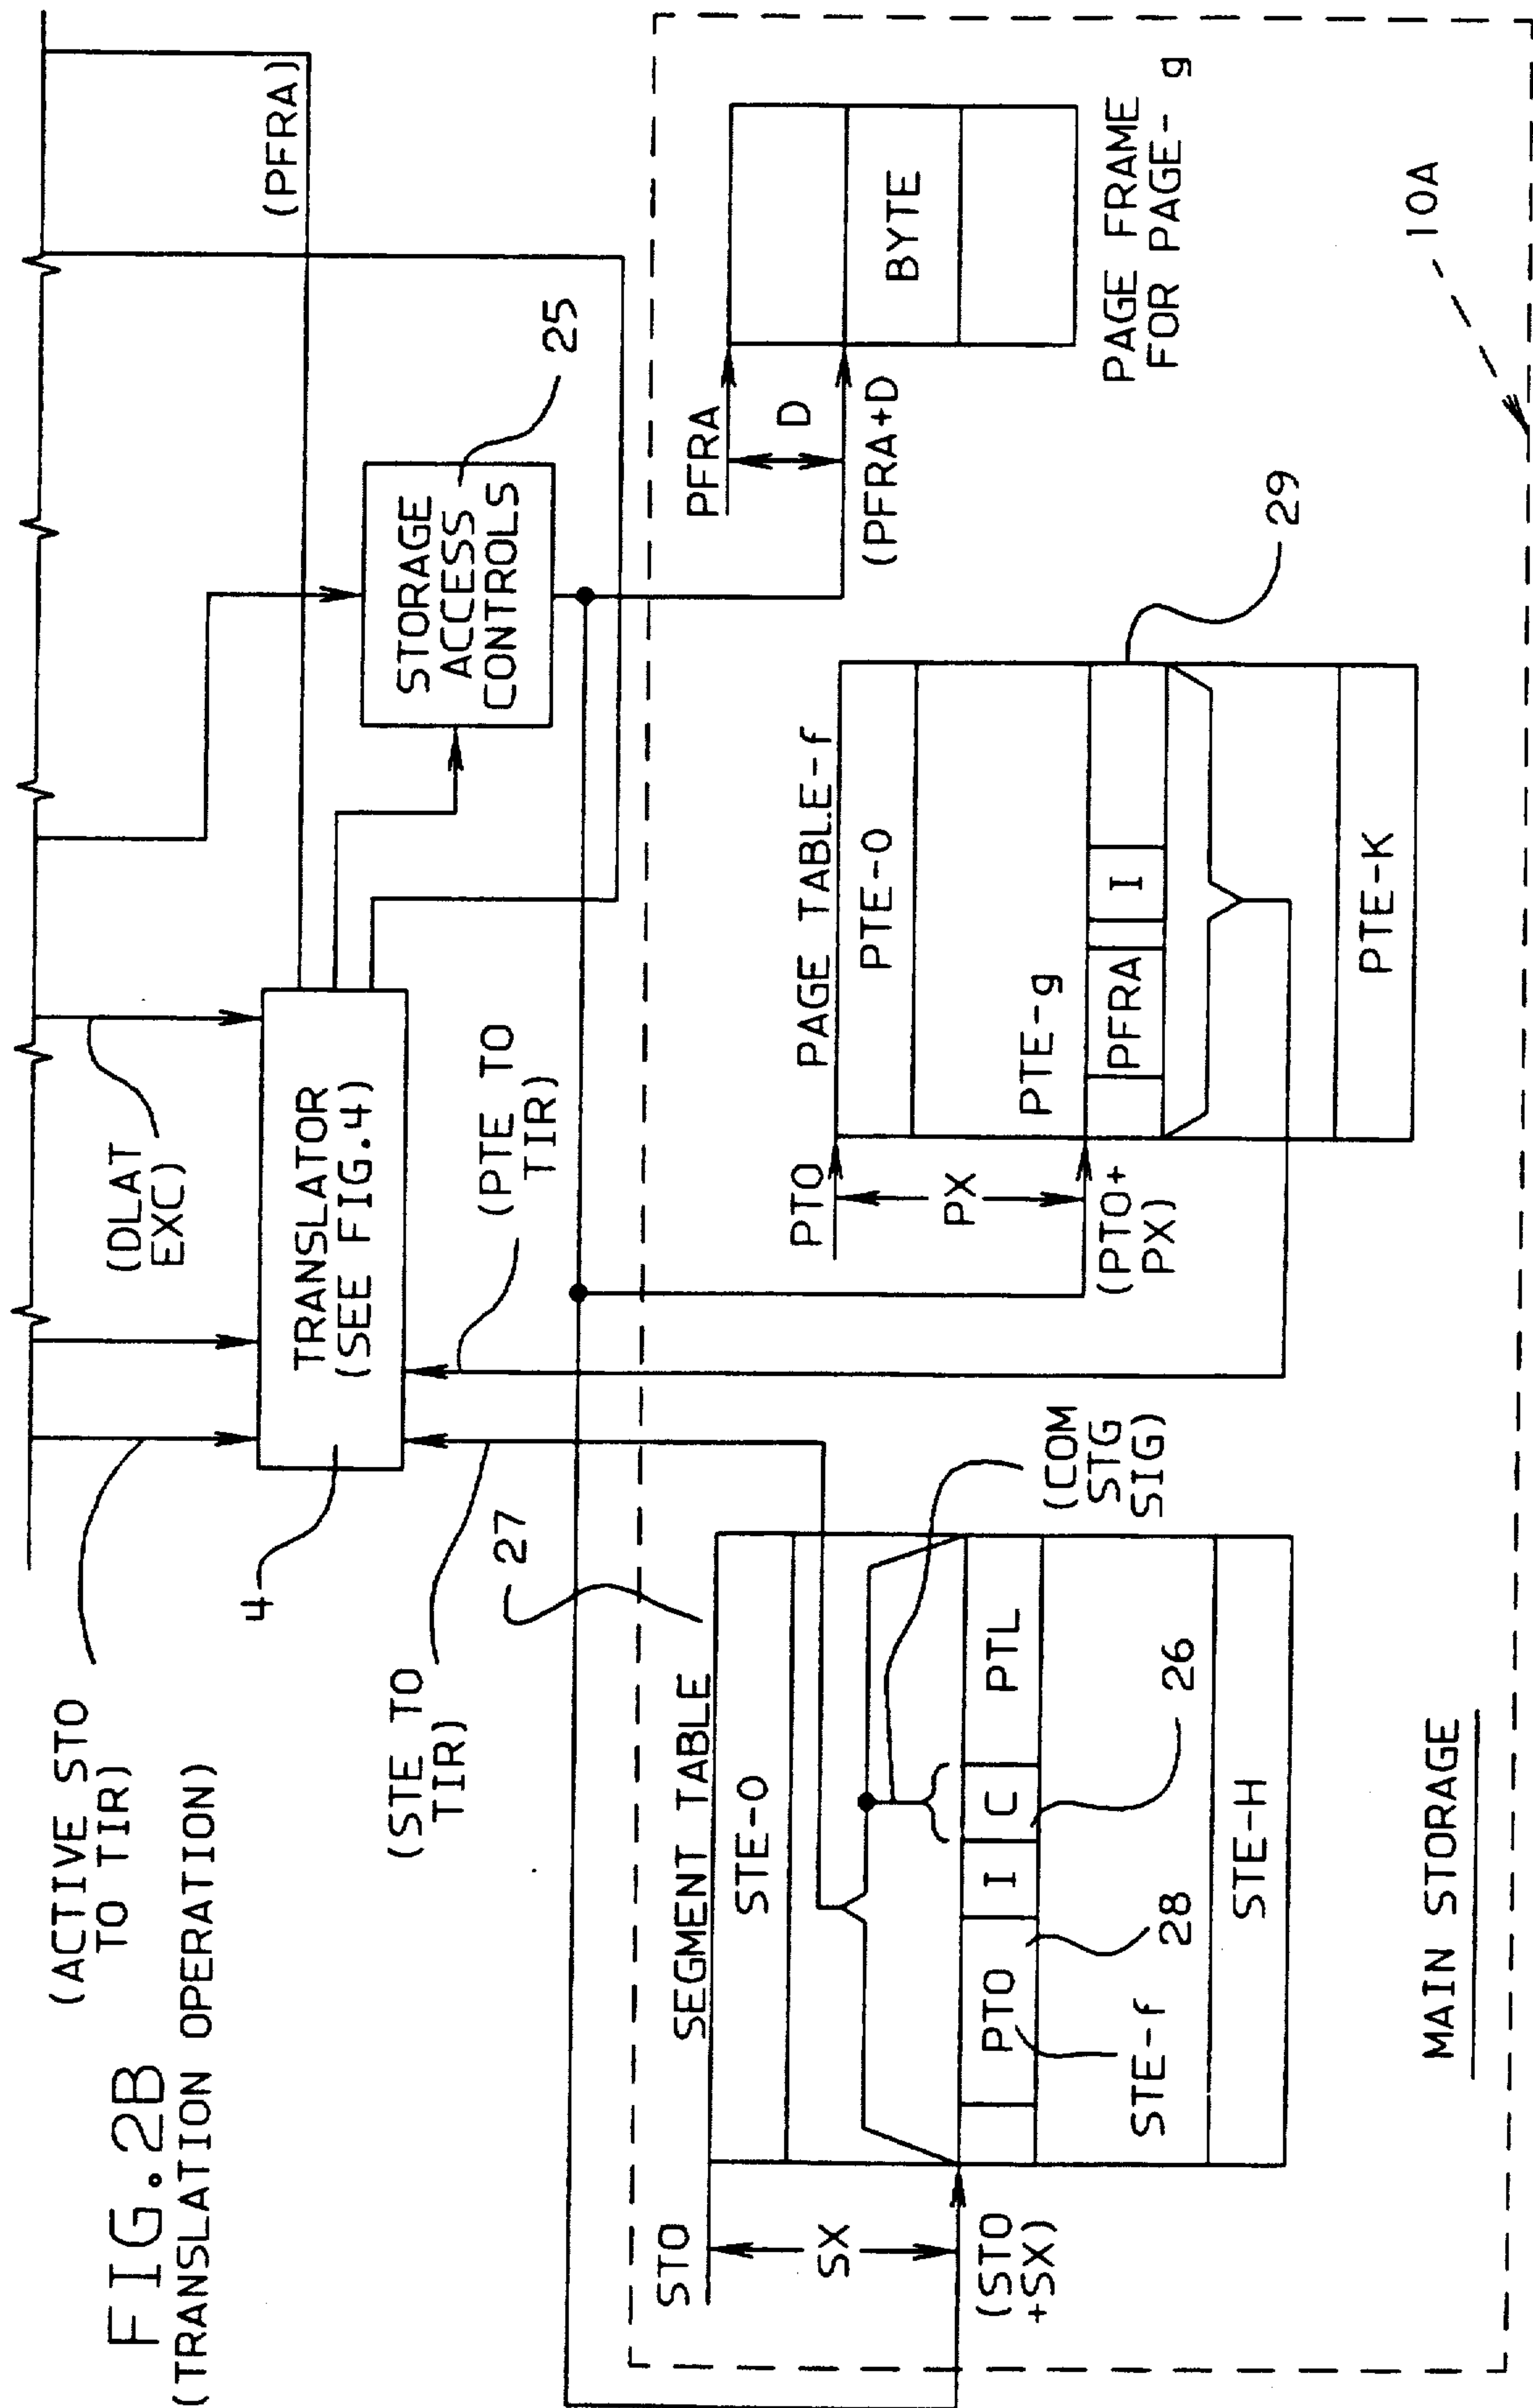 FIG.2B
(TRANSLATION OPERATION)
(ACTIVE STO
TO TIR)
(DLAT
EXC)
(PFRA)
4
TRANSLATOR
(SEE FIG.4)
STORAGE
ACCESS
CONTROLS
25
(STE TO
TIR)
(PTE TO
TIR)
27
STO
SX
(STO
+SX)
SEGMENT TABLE
STE-0
PTO
I
C
PTL
STE-f
28
26
STE-H
(COM
STG
SIG)
PTO
PX
(PTO+
PX)
PAGE TABLE-f
PTE-0
PTE-g
PFRA
I
PTE-K
29
PFRA
D
(PFRA+D)
BYTE
PAGE FRAME
FOR PAGE-g
MAIN STORAGE
10A